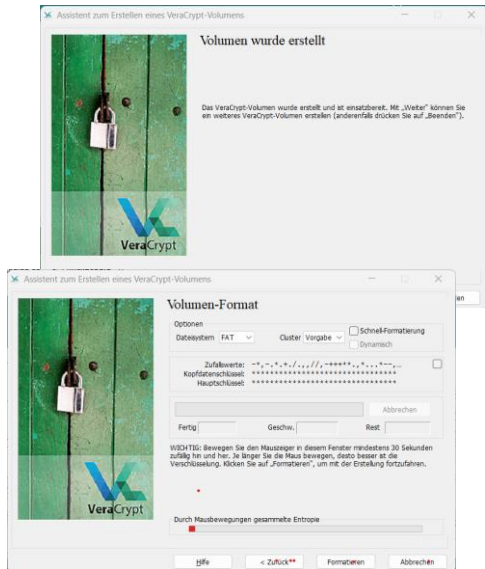 Assistent zum Erstellen eines VeraCrypt-Volumens
Volumen wurde erstellt
Das VeraCrypt-Volumen wurde erstellt und ist einsatzbereit. Mit „Weiter" können Sie
ein weiteres VeraCrypt-Volumen erstellen (anderenfalls drücken Sie auf „Beenden").
VeraCrypt
en
Assistent zum Erstellen eines VeraCrypt-Volumens
Volumen-Format
Optionen
Dateisystem FAT Cluster Vorgabe Schnell-Formatierung
Dynamisch
Zufallswerte:
Kopfdatenschlüssel: ********************************
Hauptschlüssel: ********************************
Abbrechen
Fertig Geschw. Rest
WICHTIG: Bewegen Sie den Mauszeiger in diesem Fenster mindestens 30 Sekunden
zufällig hin und her. Je länger Sie die Maus bewegen, desto besser ist die
Verschlüsselung. Klicken Sie auf „Formatieren", um mit der Erstellung fortzufahren.
VeraCrypt
Durch Mausbewegungen gesammelte Entropie
Hilfe < Zurück Formatieren Abbrechen